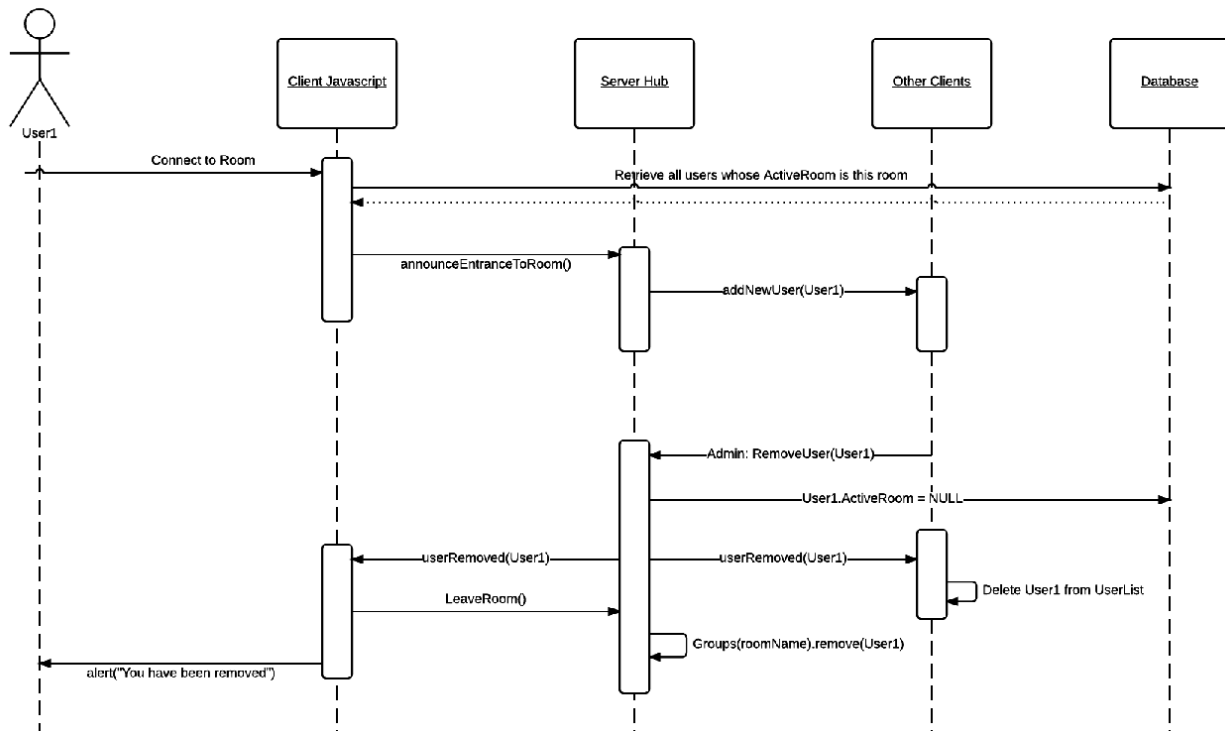 Client Javascript
Server Hub
Other Clients
Database
User1
Connect to Room
Retrieve all users whose ActiveRoom is this room
announceEntranceToRoom()
addNewUser(User1)
Admin: RemoveUser(User1)
User1.ActiveRoom = NULL
userRemoved(User1)
userRemoved(User1)
Delete User1 from UserList
LeaveRoom()
Groups(roomName).remove(User1)
alert("You have been removed")